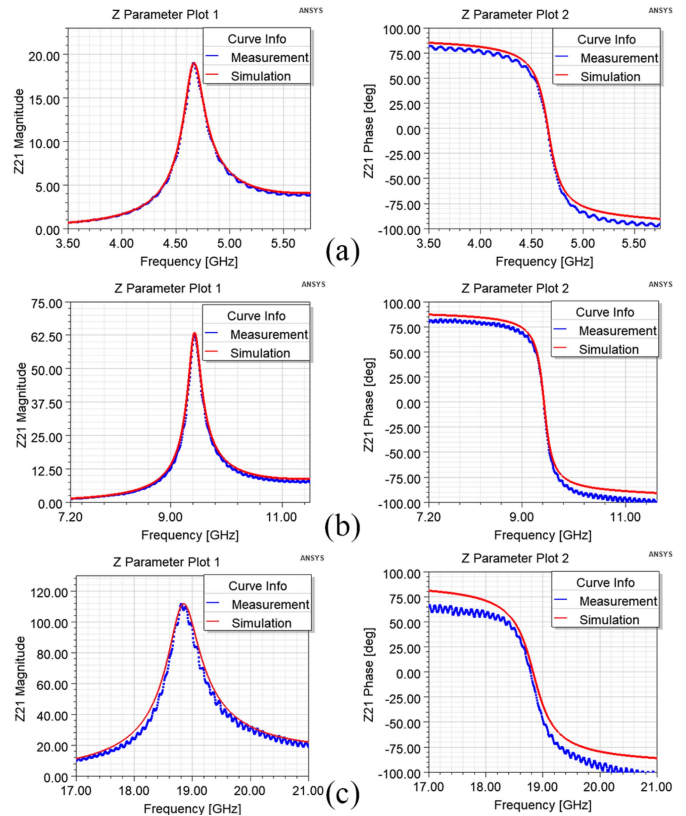 Z Parameter Plot 1
ANSYS
Curve Info
Measurement
Simulation
Z21 Magnitude
20.00
15.00
10.00
5.00
0.00
3.50
4.00
4.50
5.00
5.50
Frequency [GHz]
Z Parameter Plot 2
ANSYS
Curve Info
Measurement
Simulation
Z21 Phase [deg]
100.00
75.00
50.00
25.00
0.00
-25.00
-50.00
-75.00
-100.00
3.50
4.50
5.50
Frequency [GHz]
(a)
Z Parameter Plot 1
ANSYS
Curve Info
Measurement
Simulation
Z21 Magnitude
75.00
62.50
50.00
37.50
25.00
12.50
0.00
7.20
9.00
11.00
Frequency [GHz]
Z Parameter Plot 2
ANSYS
Curve Info
Measurement
Simulation
Z21 Phase [deg]
100.00
75.00
50.00
25.00
0.00
-25.00
-50.00
-75.00
-100.00
7.20
9.00
11.00
Frequency [GHz]
(b)
Z Parameter Plot 1
ANSYS
Curve Info
Measurement
Simulation
Z21 Magnitude
120.00
100.00
80.00
60.00
40.00
20.00
0.00
17.00
18.00
19.00
20.00
21.00
Frequency [GHz]
Z Parameter Plot 2
ANSYS
Curve Info
Measurement
Simulation
Z21 Phase [deg]
100.00
75.00
50.00
25.00
0.00
-25.00
-50.00
-75.00
-100.00
17.00
18.00
19.00
20.00
21.00
Frequency [GHz]
(c)